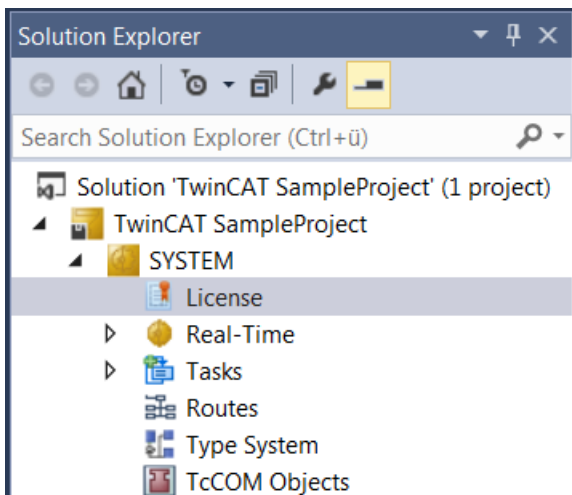 Solution Explorer
Search Solution Explorer (Ctrl+ü)
Solution 'TwinCAT SampleProject' (1 project)
TwinCAT SampleProject
SYSTEM
License
Real-Time
Tasks
Routes
Type System
TcCOM Objects